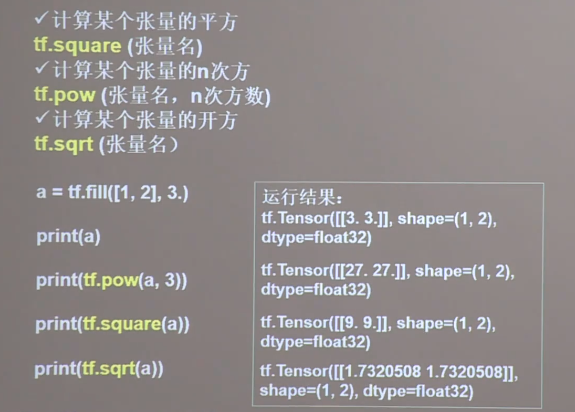 ✓计算某个张量的平方
tf.square (张量名)
✓计算某个张量的n次方
tf.pow (张量名，n次方数)
✓计算某个张量的开方
tf.sqrt (张量名）
a = tf.fill([1, 2], 3.)
print(a)
print(tf.pow(a, 3))
print(tf.square(a))
print(tf.sqrt(a))
运行结果：
tf.Tensor([[3. 3.]], shape=(1, 2),
dtype=float32)
tf.Tensor([[27. 27.]], shape=(1, 2),
dtype=float32)
tf.Tensor([[9. 9.]], shape=(1, 2),
dtype=float32)
tf.Tensor([[1.7320508 1.7320508]],
shape=(1, 2), dtype=float32)